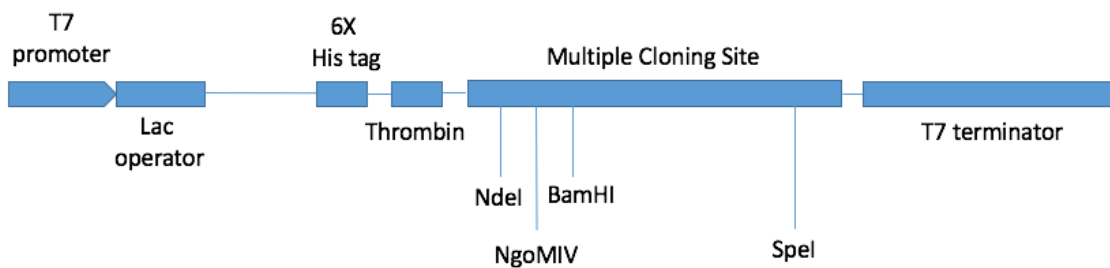 T7
promoter
6X
His tag
Multiple Cloning Site
Lac
operator
Thrombin
T7 terminator
NdeI
BamHI
NgoMIV
SpeI